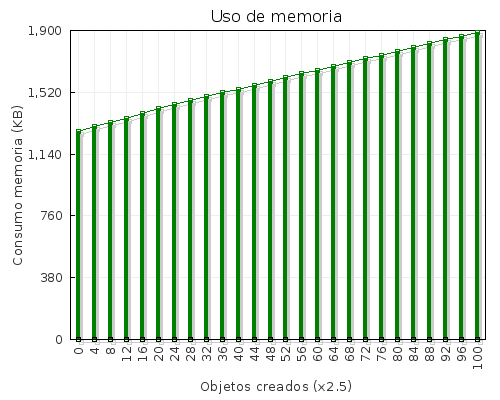 Uso de memoria
1,900
1,520
1,140
760
380
0
Consumo memoria (KB)
0 4 8 12 16 20 24 28 32 36 40 44 48 52 56 60 64 68 72 76 80 84 88 92 96 100
Objetos creados (x2.5)